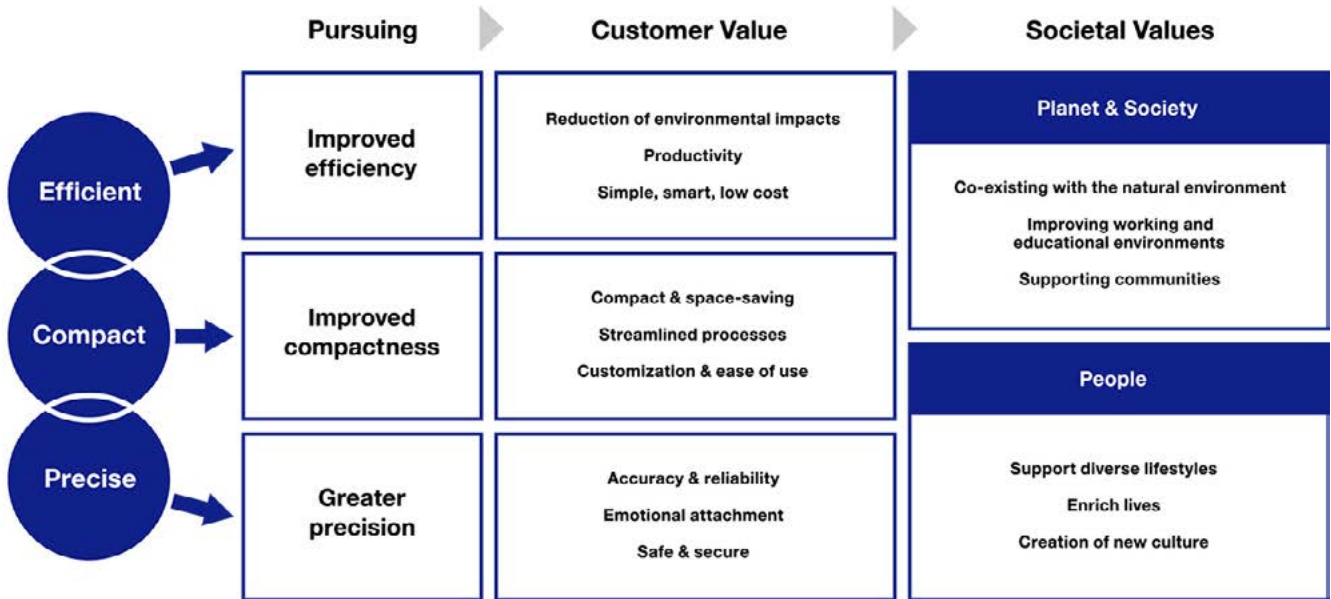 Pursuing
Customer Value
Societal Values
Efficient
Compact
Precise
Improved
efficiency
Reduction of environmental impacts
Productivity
Simple, smart, low cost
Improved
compactness
Compact & space-saving
Streamlined processes
Customization & ease of use
Greater
precision
Accuracy & reliability
Emotional attachment
Safe & secure
Planet & Society
Co-existing with the natural environment
Improving working and
educational environments
Supporting communities
People
Support diverse lifestyles
Enrich lives
Creation of new culture